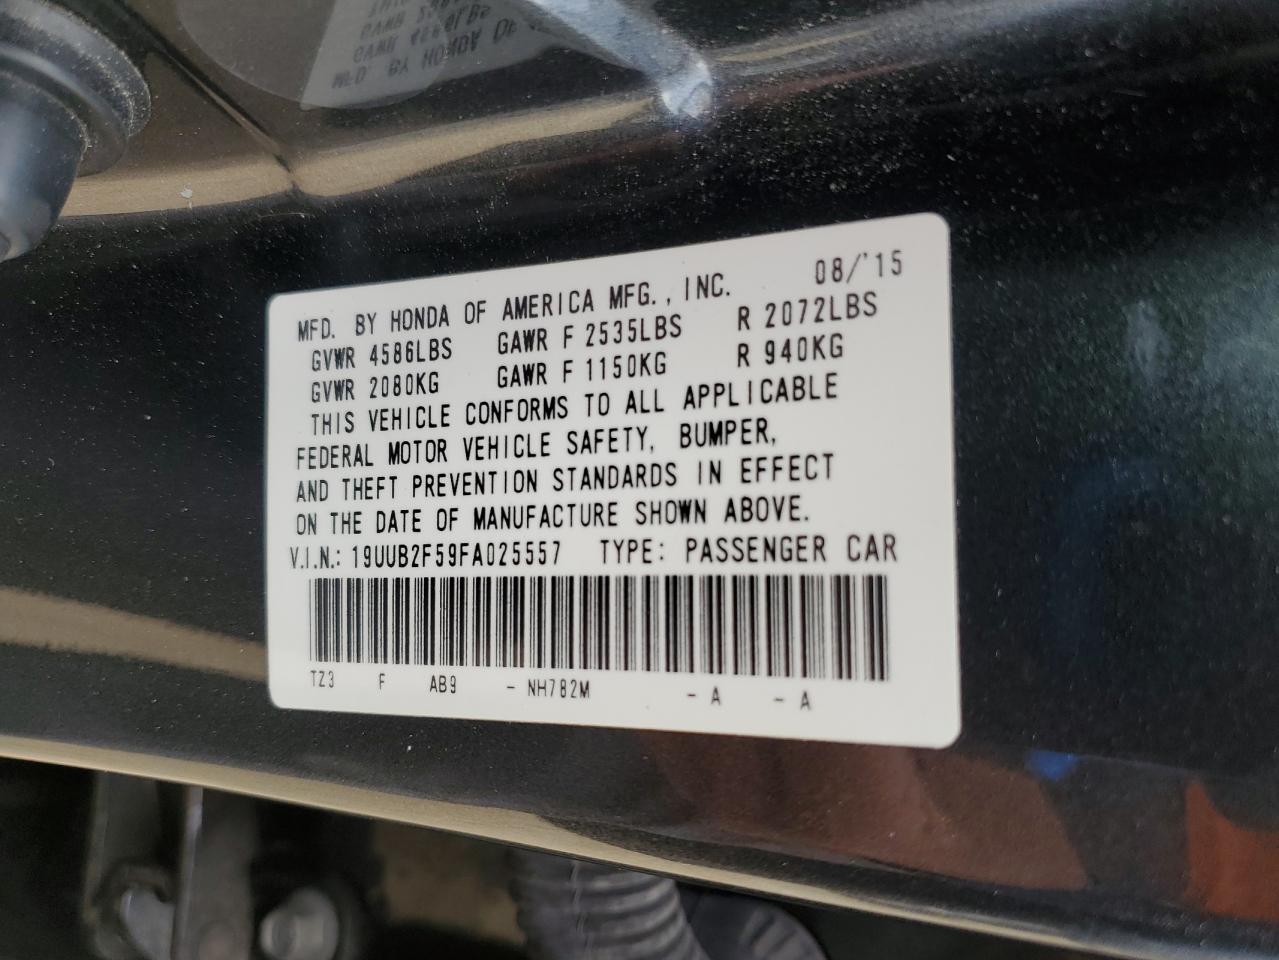 MFD. BY HONDA OF AMERICA MFG., INC. 08/'15
GVWR 4586LBS GAWR F 2535LBS R 2072LBS
GVWR 2080KG GAWR F 1150KG R 940KG
THIS VEHICLE CONFORMS TO ALL APPLICABLE
FEDERAL MOTOR VEHICLE SAFETY, BUMPER,
AND THEFT PREVENTION STANDARDS IN EFFECT
ON THE DATE OF MANUFACTURE SHOWN ABOVE.
V.I.N.: 19UUB2F59FA025557 TYPE: PASSENGER CAR
TZ3 F AB9 - NH782M - A - A